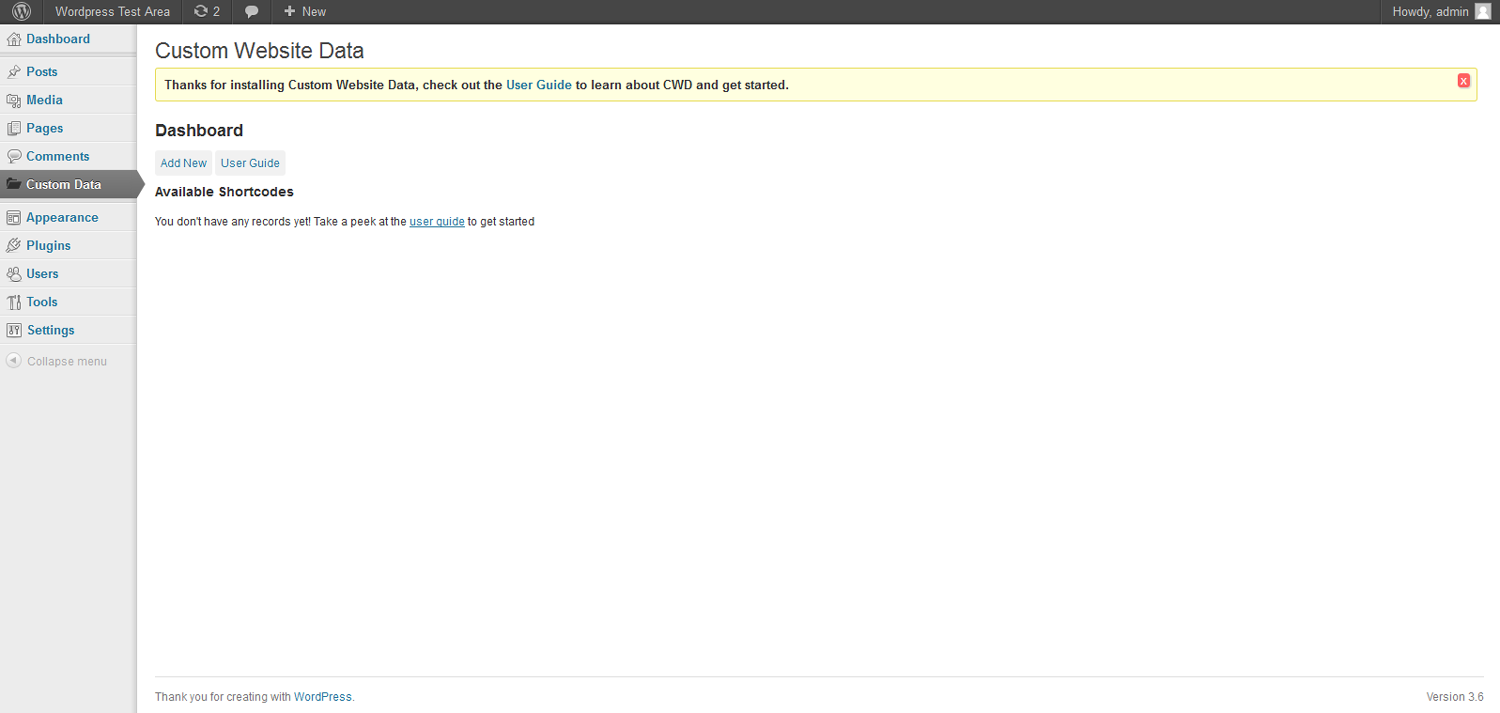 Wordpress Test Area 2 New Howdy, admin
Dashboard
Posts
Media
Pages
Comments
Custom Data
Appearance
Plugins
Users
Tools
Settings
Collapse menu
Custom Website Data
Thanks for installing Custom Website Data, check out the User Guide to learn about CWD and get started. x
Dashboard
Add New User Guide
Available Shortcodes
You don't have any records yet! Take a peek at the user guide to get started
Thank you for creating with WordPress. Version 3.6